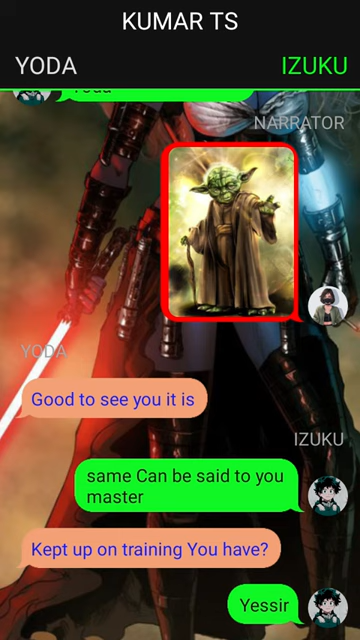 KUMAR TS
YODA
IZUKU
Yoda
NARRATOR
YODA
Good to see you it is
IZUKU
same Can be said to you
master
Kept up on training You have?
Yessir